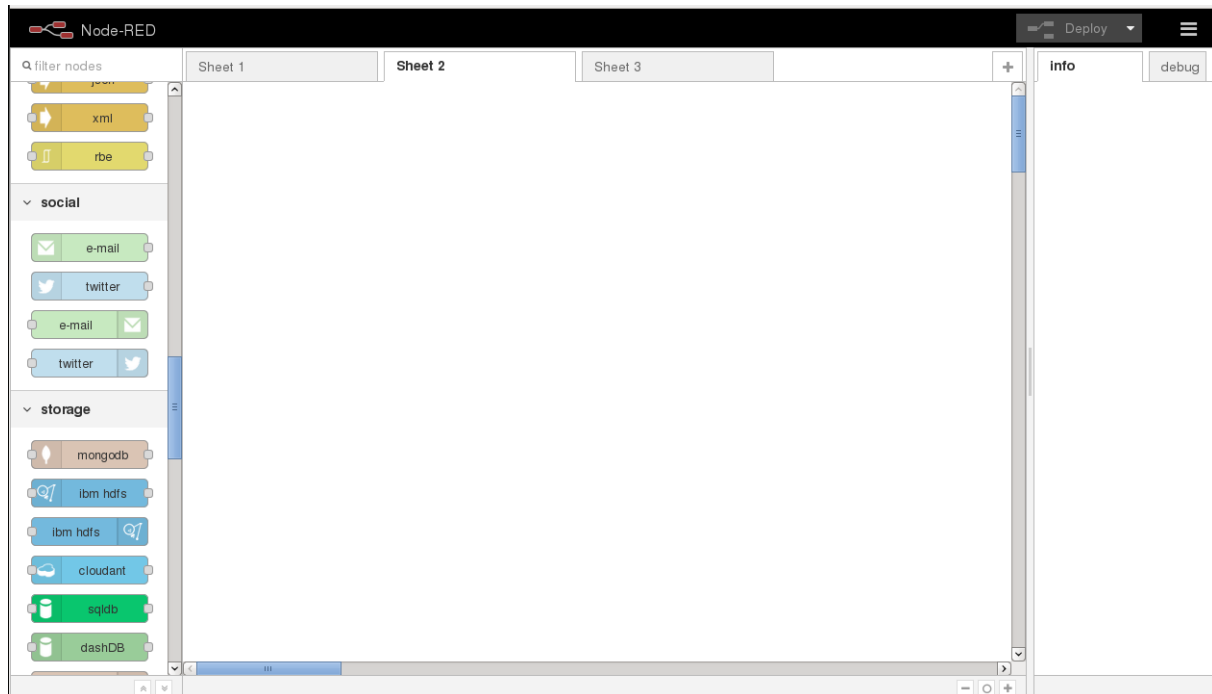 Node-RED
Deploy
filter nodes
Sheet 1
Sheet 2
Sheet 3
info
debug
json
xml
rbe
social
e-mail
twitter
e-mail
twitter
storage
mongodb
ibm hdfs
ibm hdfs
cloudant
sqldb
dashDB